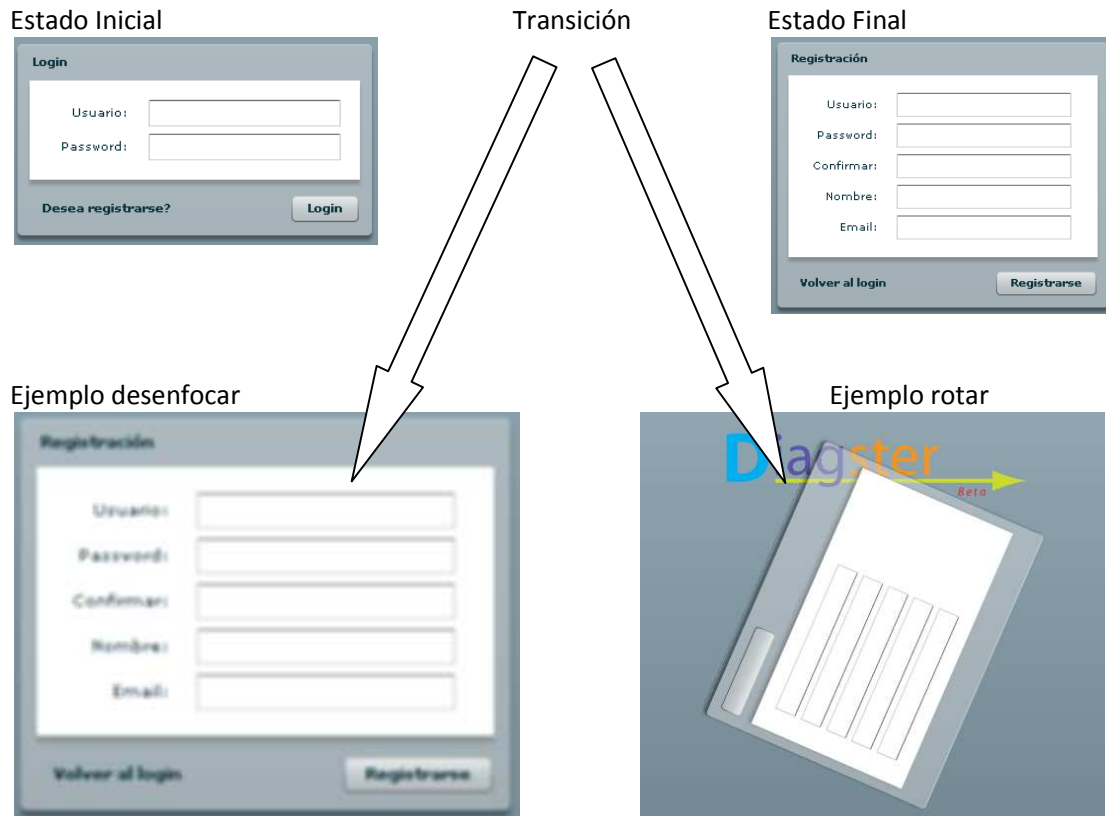 Estado Inicial
Transición
Estado Final
Login
Usuario:
Password:
Desea registrarse?
Login
Registración
Usuario:
Password:
Confirmar:
Nombre:
Email:
Volver al login
Registrarse
Ejemplo desenfocar
Registración
Usuario:
Password:
Confirmar:
Nombre:
Email:
Volver al login
Registrarse
Ejemplo rotar
Diagster
Beta